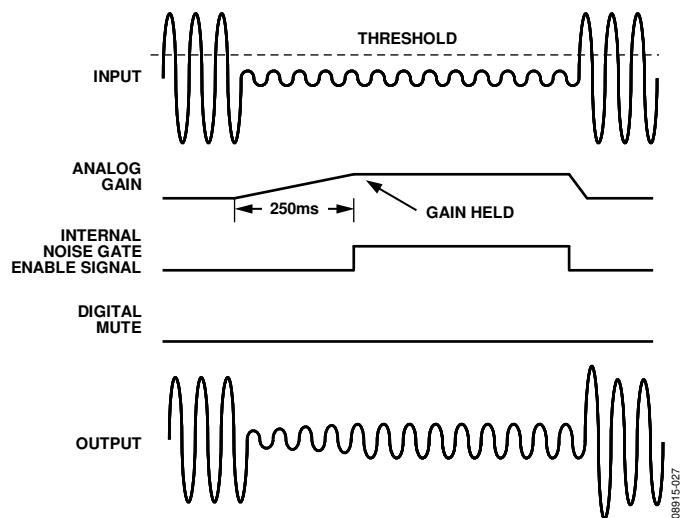 THRESHOLD
INPUT
ANALOG
GAIN
250ms
GAIN HELD
INTERNAL
NOISE GATE
ENABLE SIGNAL
DIGITAL
MUTE
OUTPUT
08915-027